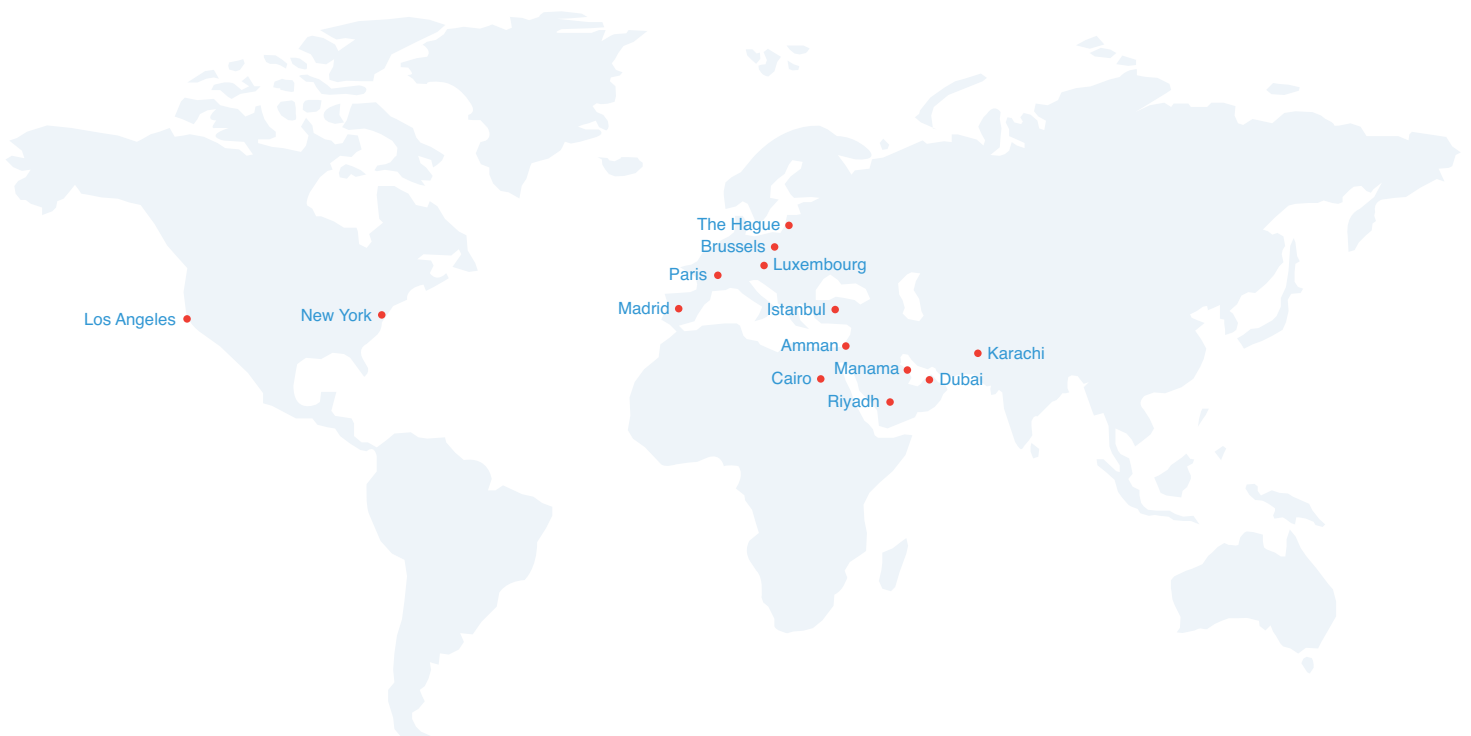 The Hague
Brussels
Luxembourg
Paris
Madrid
Istanbul
Los Angeles
New York
Amman
Karachi
Manama
Cairo
Dubai
Riyadh